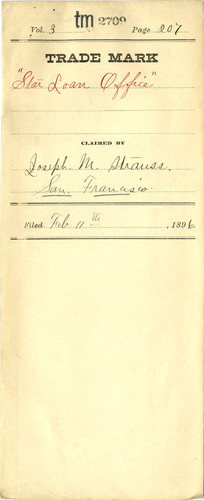 tm 2709
Vol. 3 Page 207
TRADE MARK
"Star Loan Office"
CLAIMED BY
Joseph M. Strauss.
San Francisco.
Filed Feb 11th, 1896.